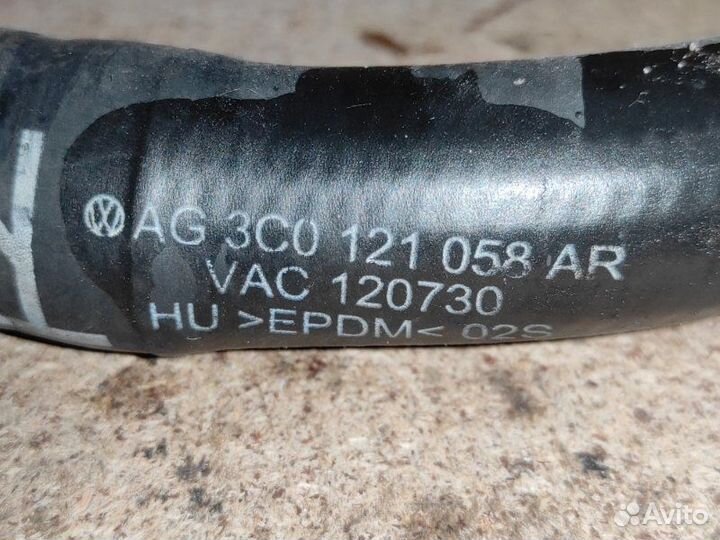 AG 3C0 121 058 AR
VAC 120730
HU >EPDM< 02S
Avito